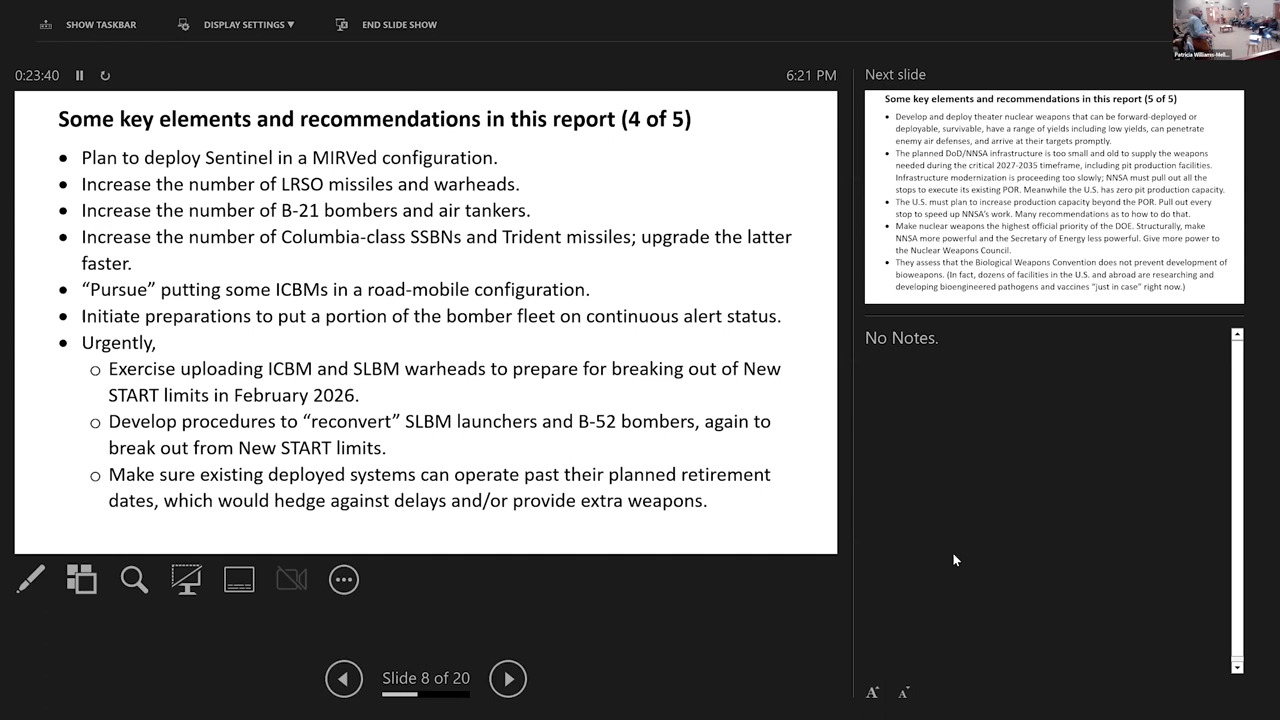 SHOW TASKBAR
DISPLAY SETTINGS ▼
END SLIDE SHOW
Patricia Williams-Mell...
0:23:40
6:21 PM
Some key elements and recommendations in this report (4 of 5)
• Plan to deploy Sentinel in a MIRVed configuration.
• Increase the number of LRSO missiles and warheads.
• Increase the number of B-21 bombers and air tankers.
• Increase the number of Columbia-class SSBNs and Trident missiles; upgrade the latter
faster.
• “Pursue” putting some ICBMs in a road-mobile configuration.
• Initiate preparations to put a portion of the bomber fleet on continuous alert status.
• Urgently,
o Exercise uploading ICBM and SLBM warheads to prepare for breaking out of New
START limits in February 2026.
o Develop procedures to “reconvert” SLBM launchers and B-52 bombers, again to
break out from New START limits.
o Make sure existing deployed systems can operate past their planned retirement
dates, which would hedge against delays and/or provide extra weapons.
Slide 8 of 20
Next slide
Some key elements and recommendations in this report (5 of 5)
• Develop and deploy theater nuclear weapons that can be forward-deployed or
deployable, survivable, have a range of yields including low yields, can penetrate
enemy air defenses, and arrive at their targets promptly.
• The planned DoD/NNSA infrastructure is too small and old to supply the weapons
needed during the critical 2027-2035 timeframe, including pit production facilities.
Infrastructure modernization is proceeding too slowly; NNSA must pull out all the
stops to execute its existing POR. Meanwhile the U.S. has zero pit production capacity.
• The U.S. must plan to increase production capacity beyond the POR. Pull out every
stop to speed up NNSA’s work. Many recommendations as to how to do that.
• Make nuclear weapons the highest official priority of the DOE. Structurally, make
NNSA more powerful and the Secretary of Energy less powerful. Give more power to
the Nuclear Weapons Council.
• They assess that the Biological Weapons Convention does not prevent development of
bioweapons. (In fact, dozens of facilities in the U.S. and abroad are researching and
developing bioengineered pathogens and vaccines “just in case” right now.)
No Notes.
A A